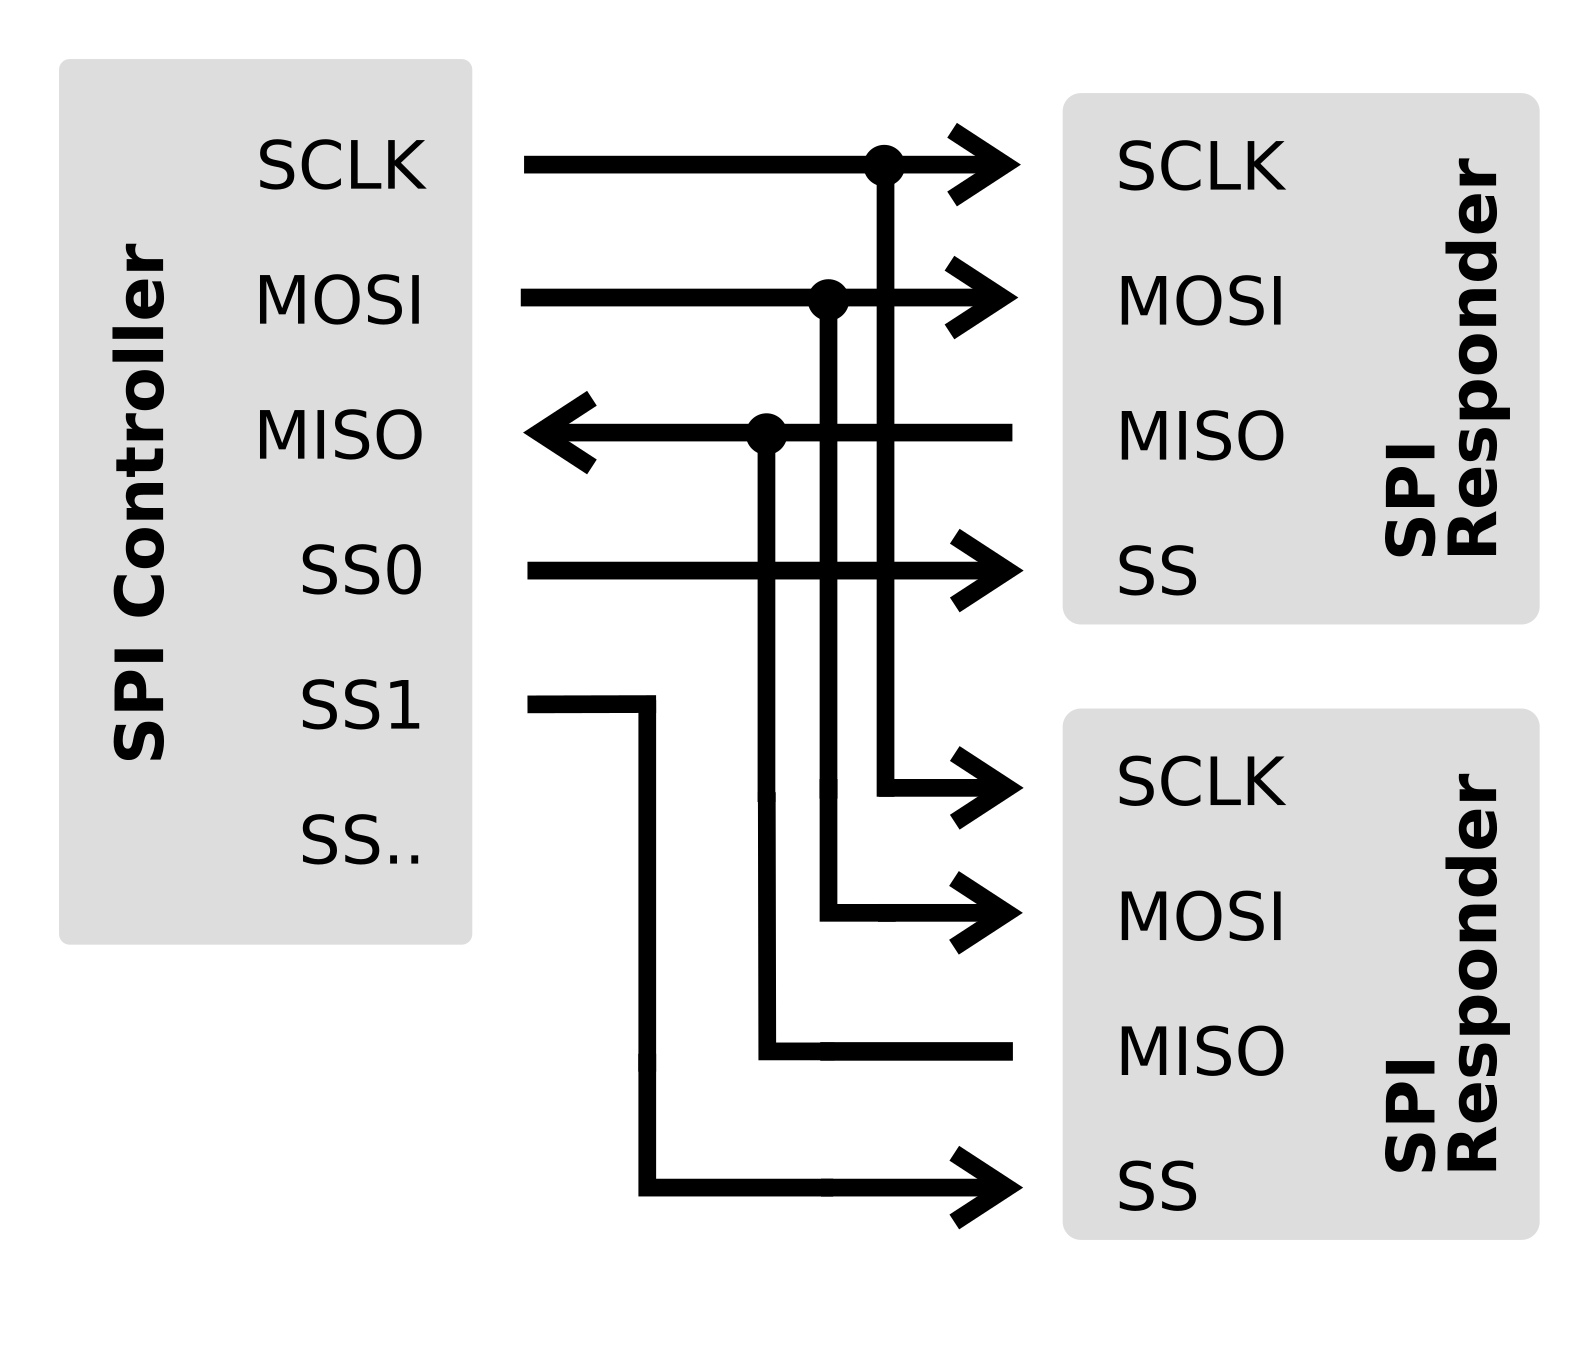 SPI Controller
SCLK
MOSI
MISO
SS0
SS1
SS..
SCLK
MOSI
MISO
SS
SPI
Responder
SCLK
MOSI
MISO
SS
SPI
Responder